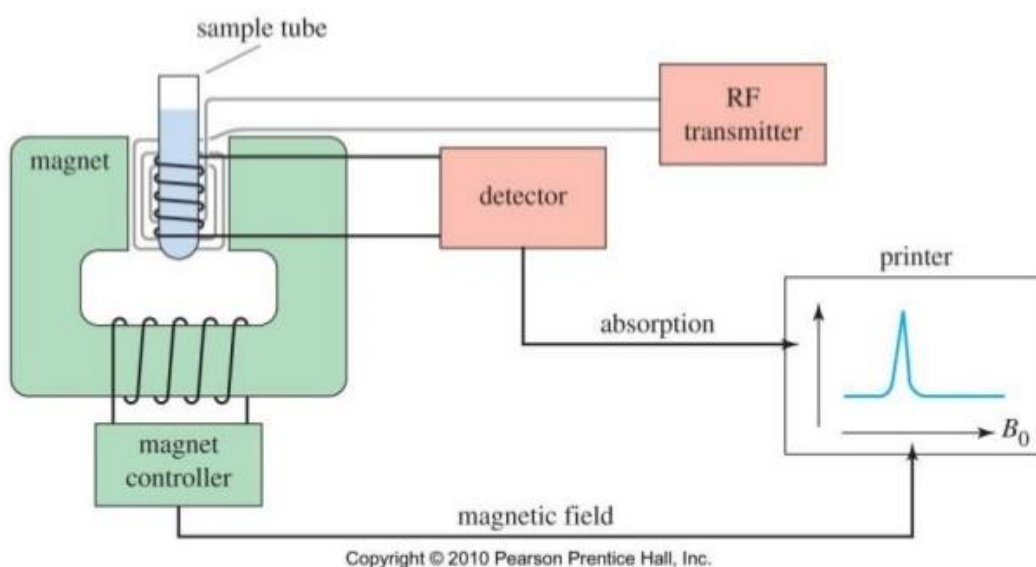 sample tube
RF
transmitter
magnet
detector
printer
absorption
B₀
magnet
controller
magnetic field
Copyright © 2010 Pearson Prentice Hall, Inc.